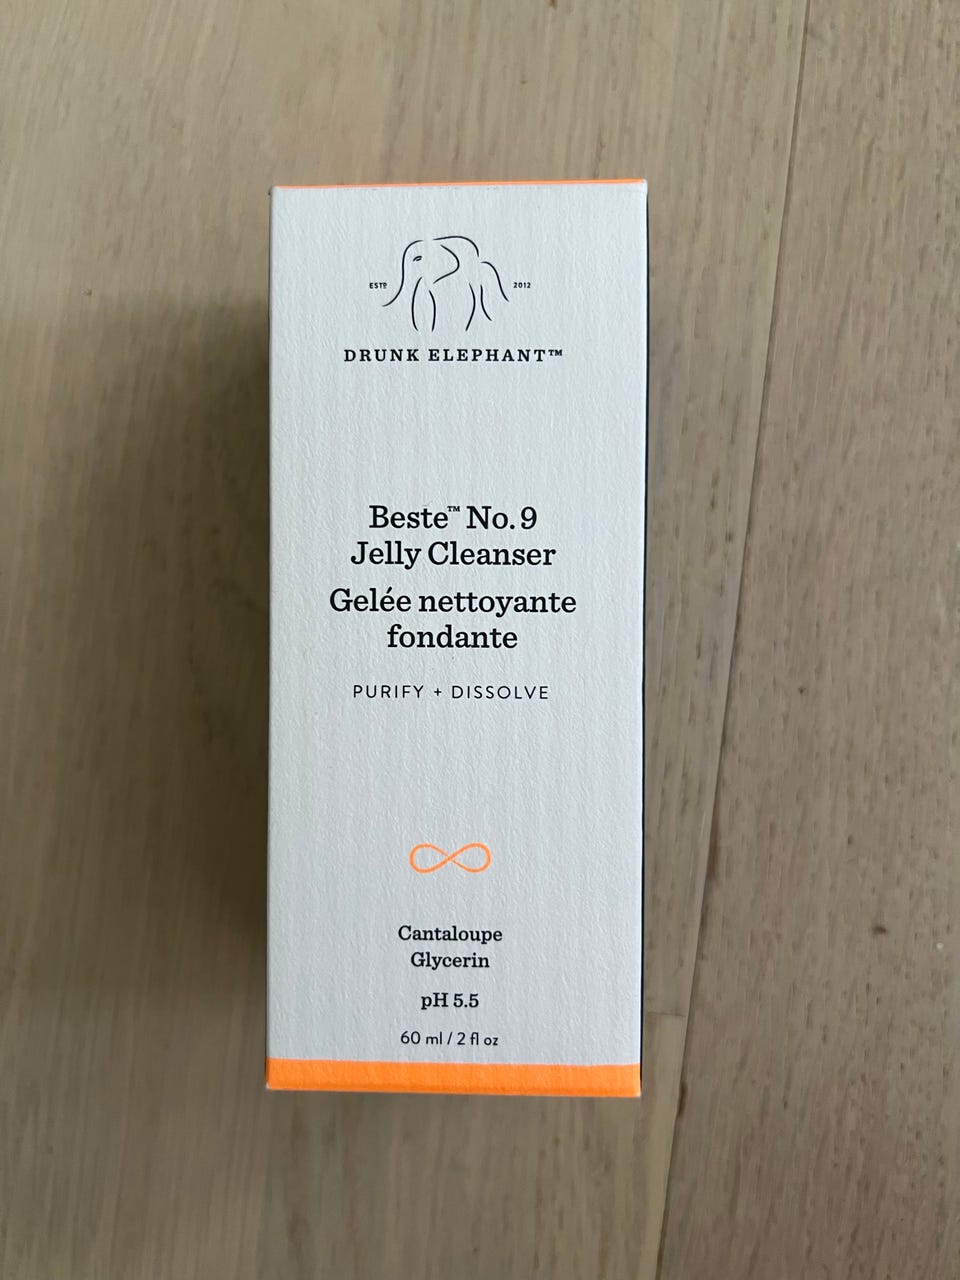 ESTD 2012
DRUNK ELEPHANT™
Beste™ No. 9
Jelly Cleanser
Gelée nettoyante
fondante
PURIFY + DISSOLVE
Cantaloupe
Glycerin
pH 5.5
60 ml / 2 fl oz